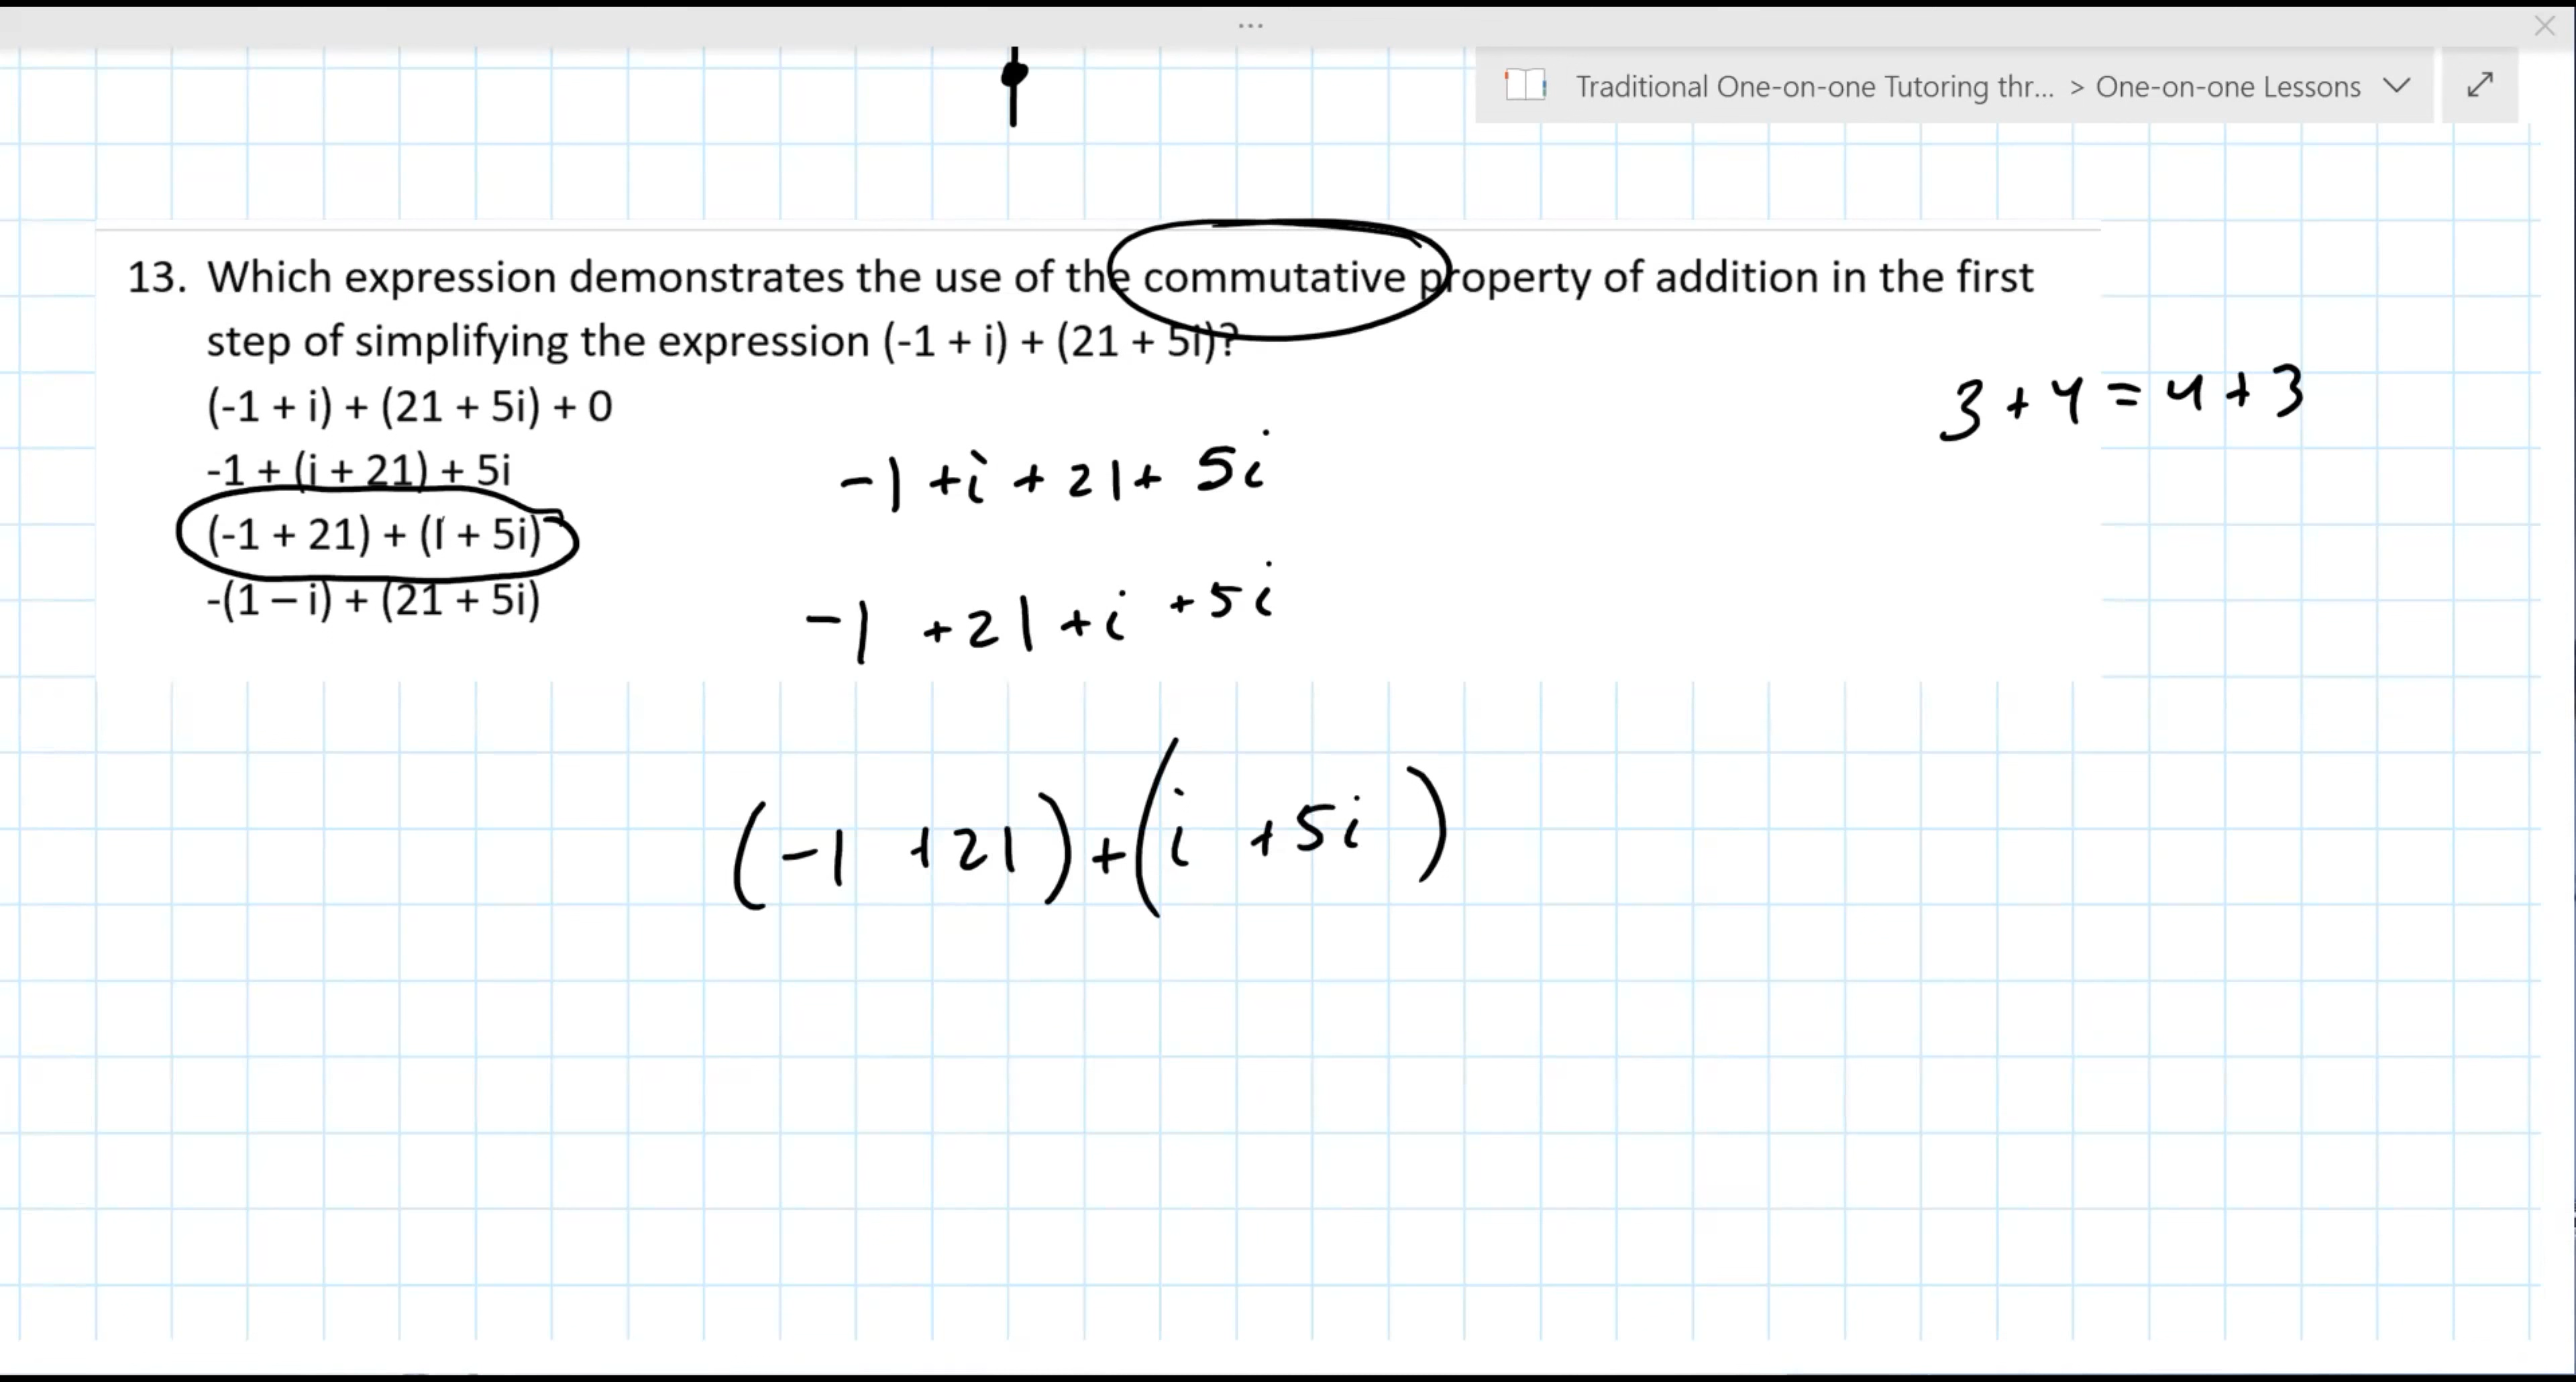 Traditional One-on-one Tutoring thr... > One-on-one Lessons
13. Which expression demonstrates the use of the commutative property of addition in the first
step of simplifying the expression (-1 + i) + (21 + 5i)?
(-1 + i) + (21 + 5i) + 0
-1 + (i + 21) + 5i
(-1 + 21) + (I + 5i)
-(1 – i) + (21 + 5i)
3 + 4 = 4 + 3
-1 + i + 21 + 5i
-1 + 21 + i + 5i
(-1 + 21) + (i + 5i)